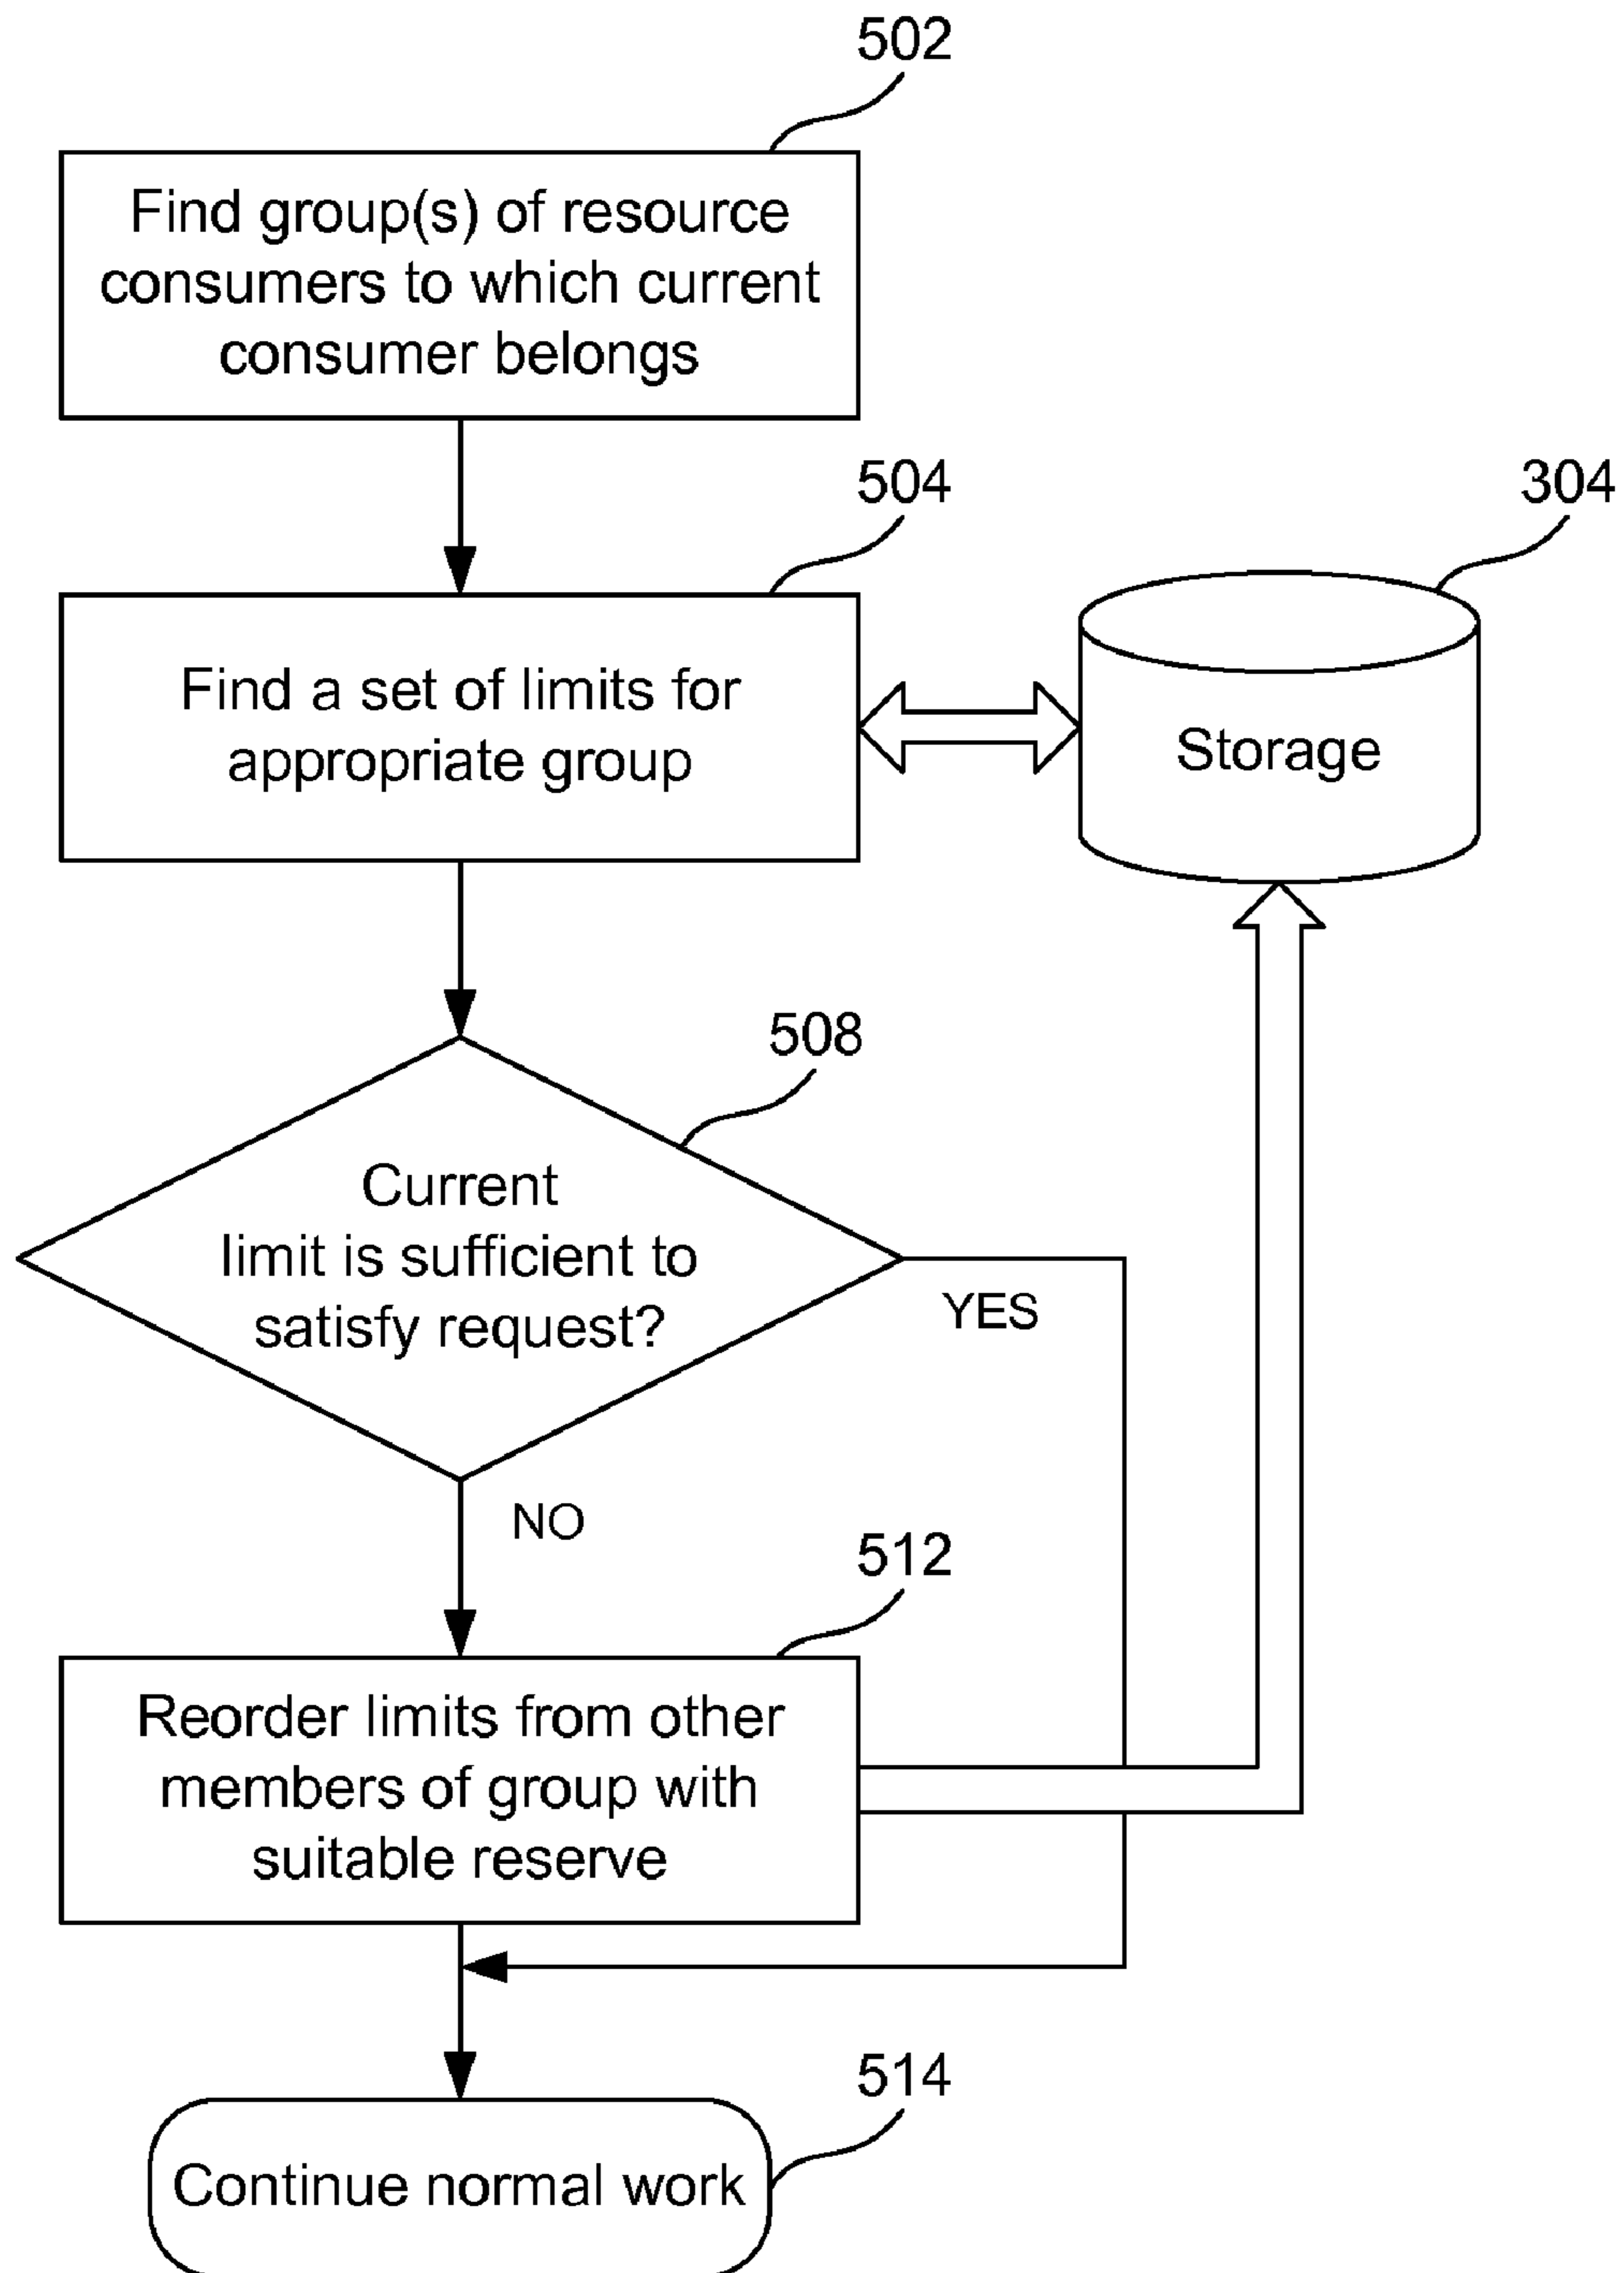 502
Find group(s) of resource
consumers to which current
consumer belongs
504
304
Find a set of limits for
appropriate group
Storage
508
Current
limit is sufficient to
satisfy request?
YES
NO
512
Reorder limits from other
members of group with
suitable reserve
514
Continue normal work